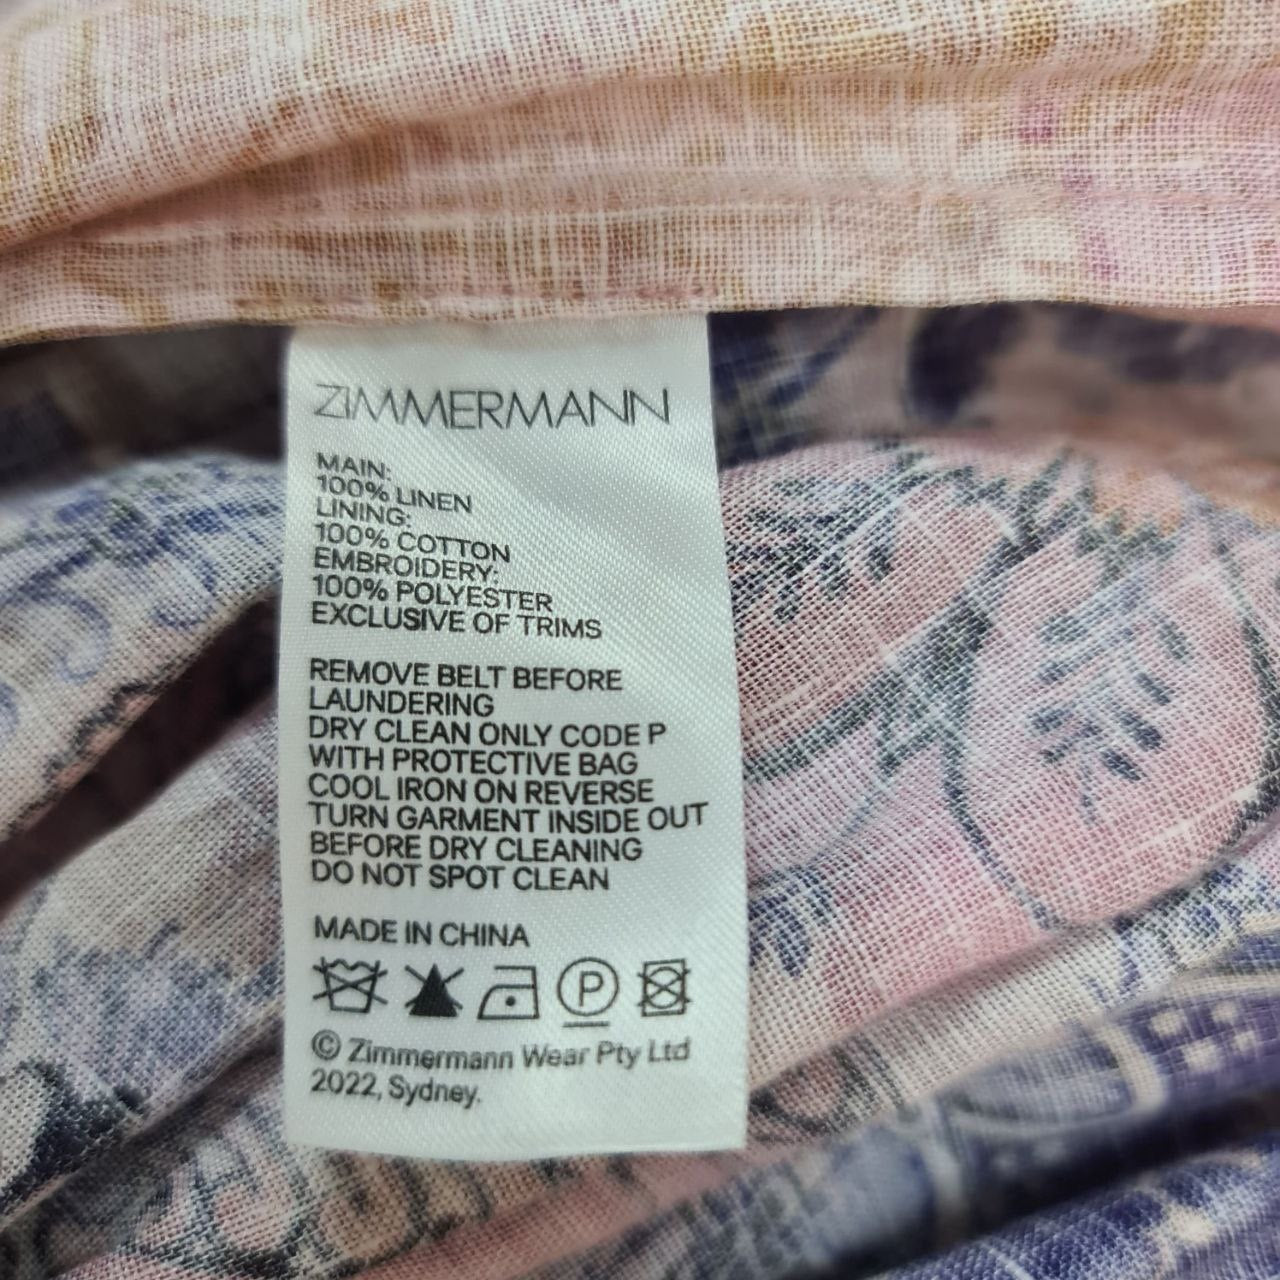 ZIMMERMANN
MAIN:
100% LINEN
LINING:
100% COTTON
EMBROIDERY:
100% POLYESTER
EXCLUSIVE OF TRIMS
REMOVE BELT BEFORE
LAUNDERING
DRY CLEAN ONLY CODE P
WITH PROTECTIVE BAG
COOL IRON ON REVERSE
TURN GARMENT INSIDE OUT
BEFORE DRY CLEANING
DO NOT SPOT CLEAN
MADE IN CHINA
P
© Zimmermann Wear Pty Ltd
2022, Sydney.